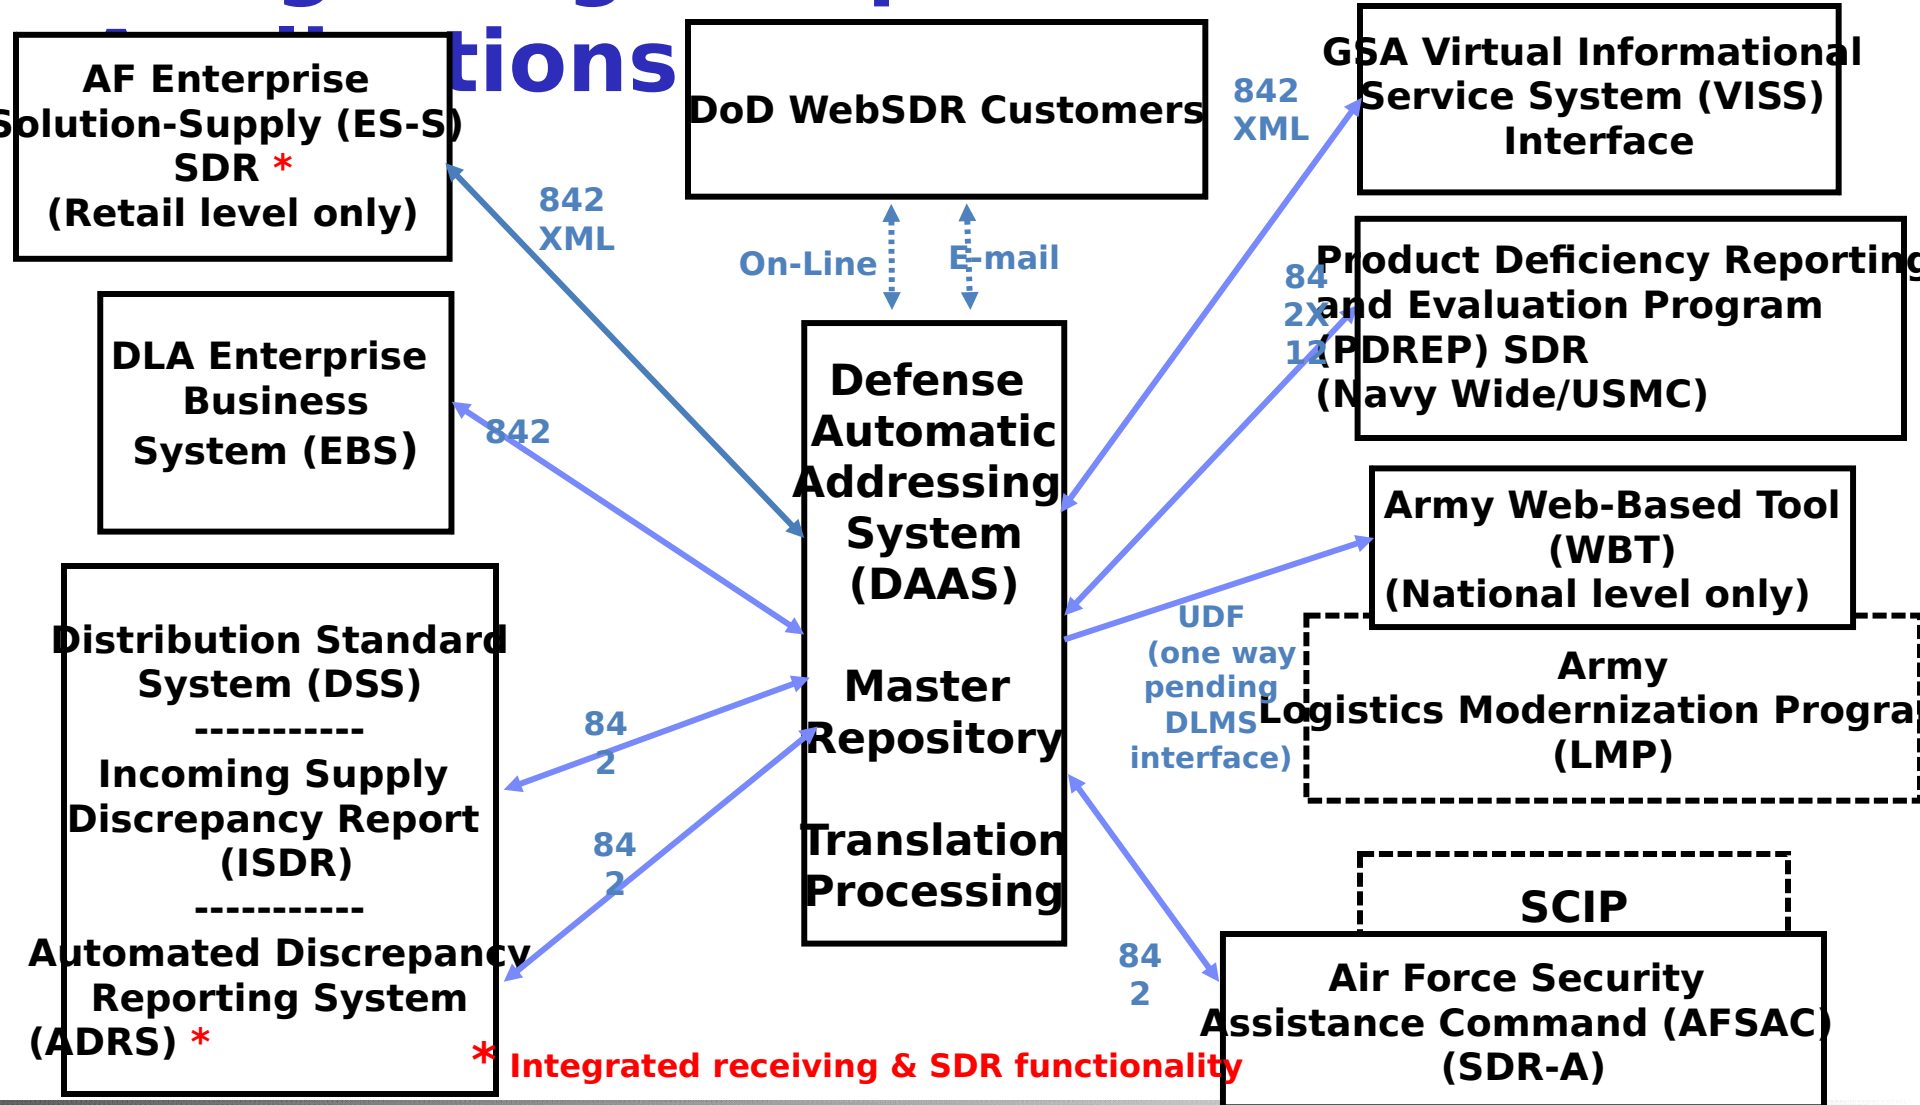 tions
AF Enterprise
Solution-Supply (ES-S)
SDR *
(Retail level only)
DoD WebSDR Customers
842
XML
GSA Virtual Informational
Service System (VISS)
Interface
842
XML
On-Line
E-mail
84
2X
12
Product Deficiency Reporting
and Evaluation Program
(PDREP) SDR
(Navy Wide/USMC)
DLA Enterprise
Business
System (EBS)
842
Defense
Automatic
Addressing
System
(DAAS)
Master
Repository
Translation
Processing
Army Web-Based Tool
(WBT)
(National level only)
UDF
(one way
pending
DLMS
interface)
Army
Logistics Modernization Progra
(LMP)
Distribution Standard
System (DSS)
-----------
Incoming Supply
Discrepancy Report
(ISDR)
-----------
Automated Discrepancy
Reporting System
(ADRS) *
84
2
84
2
84
2
SCIP
Air Force Security
Assistance Command (AFSAC)
(SDR-A)
* Integrated receiving & SDR functionality